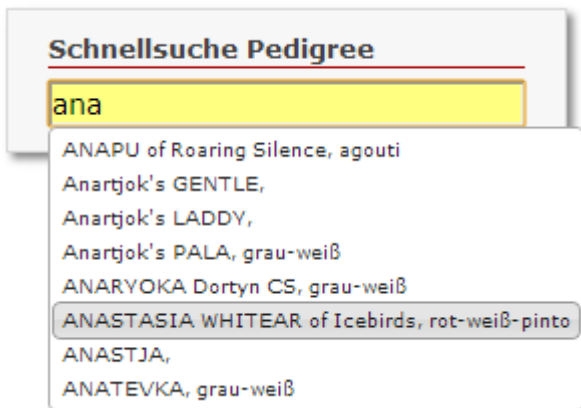 Schnellsuche Pedigree
ana
ANAPU of Roaring Silence, agouti
Anartjok's GENTLE,
Anartjok's LADDY,
Anartjok's PALA, grau-weiß
ANARYOKA Dortyn CS, grau-weiß
ANASTASIA WHITEAR of Icebirds, rot-weiß-pinto
ANASTJA,
ANATEVKA, grau-weiß